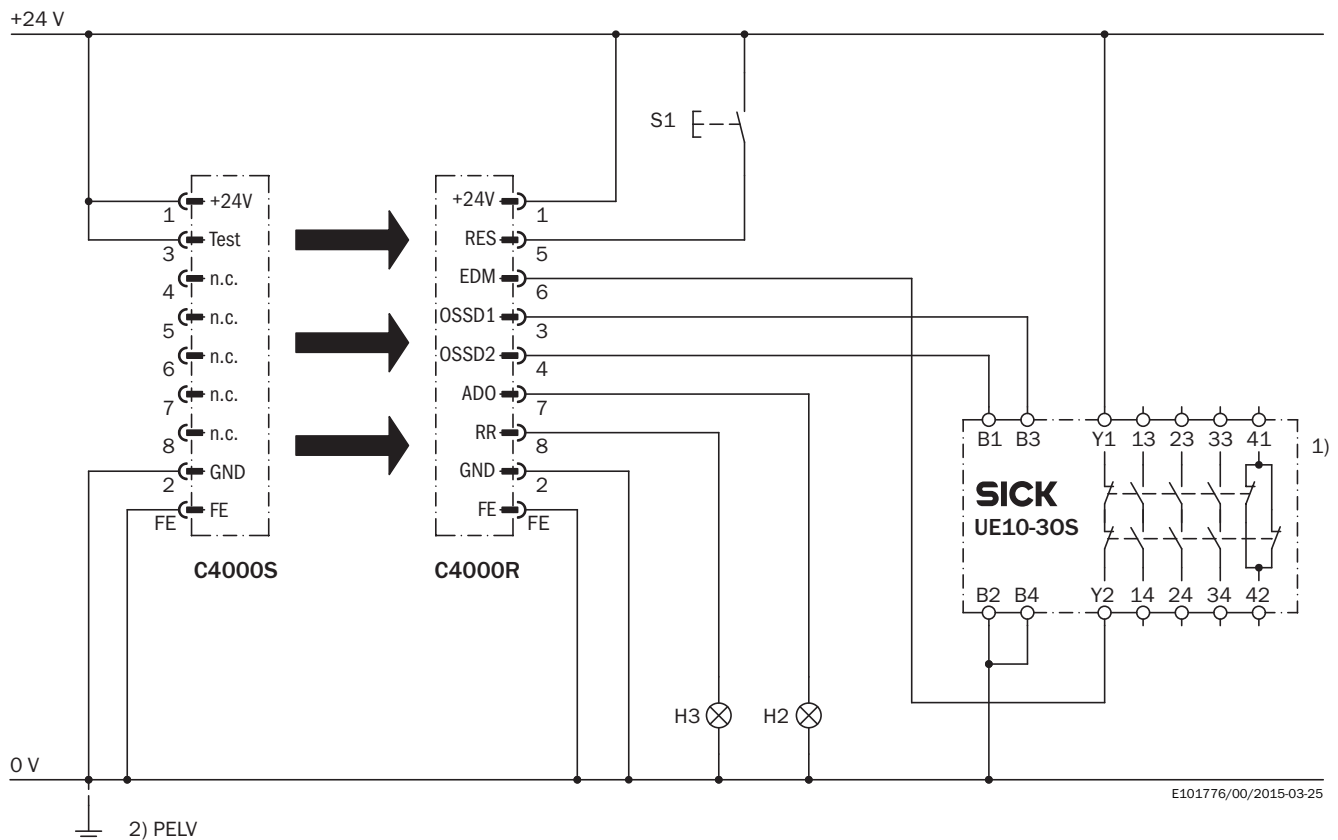 +24 V
S1
1
+24V
3
Test
4
n.c.
5
n.c.
6
n.c.
7
n.c.
8
n.c.
2
GND
FE
FE
C4000S
+24V
1
RES
5
EDM
6
OSSD1
3
OSSD2
4
ADO
7
RR
8
GND
2
FE
FE
C4000R
B1 B3 Y1 13 23 33 41
1)
SICK
UE10-30S
B2 B4 Y2 14 24 34 42
H3
H2
0 V
E101776/00/2015-03-25
2) PELV